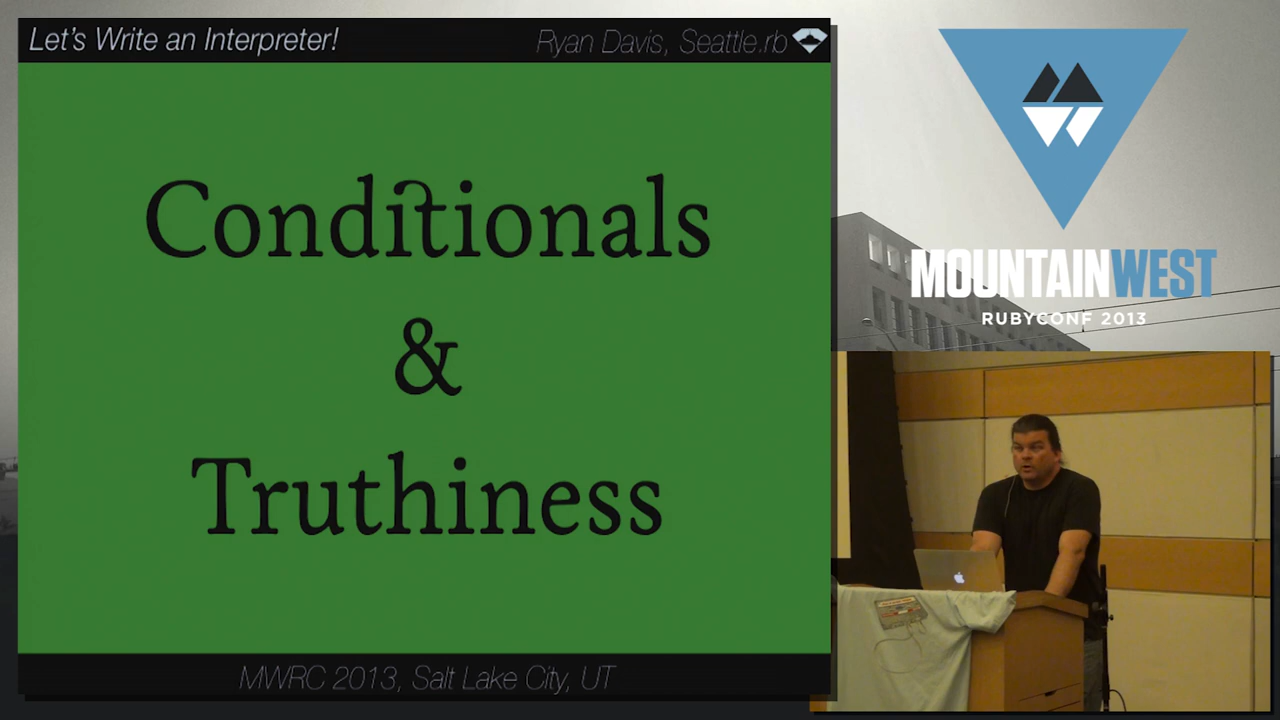 Let's Write an Interpreter!
Ryan Davis, Seattle.rb
Conditionals
&
Truthiness
MWRC 2013, Salt Lake City, UT
MOUNTAINWEST
RUBYCONF 2013